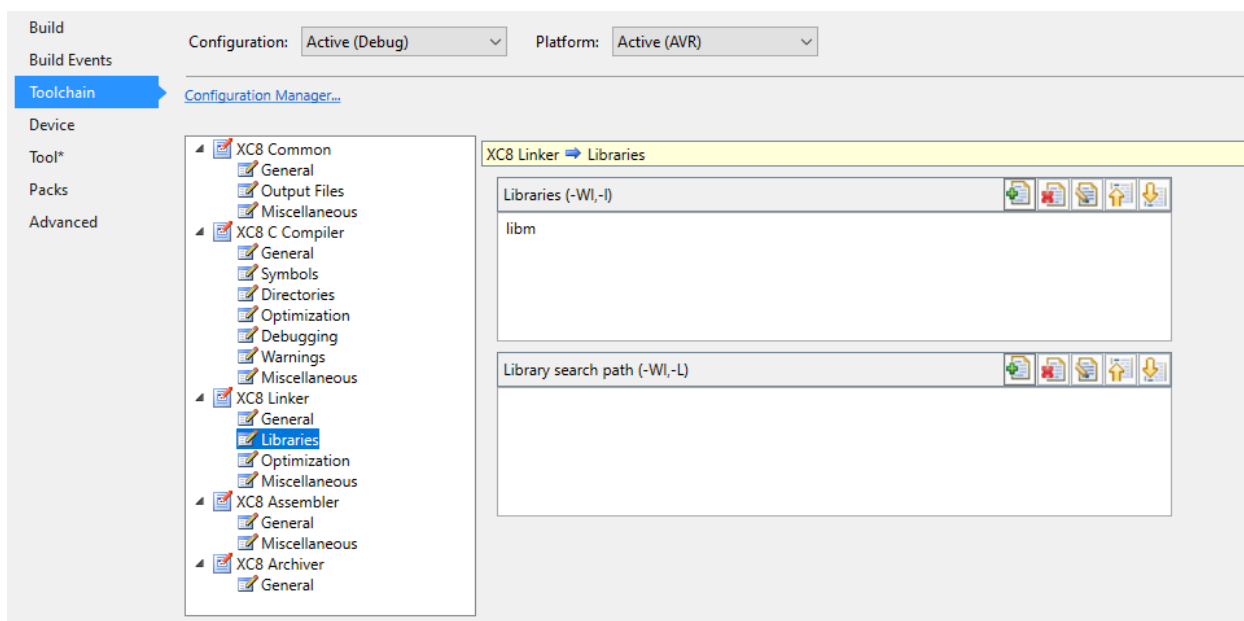 Build
Build Events
Toolchain
Device
Tool*
Packs
Advanced
Configuration: Active (Debug) Platform: Active (AVR)
Configuration Manager...
XC8 Common
General
Output Files
Miscellaneous
XC8 C Compiler
General
Symbols
Directories
Optimization
Debugging
Warnings
Miscellaneous
XC8 Linker
General
Libraries
Optimization
Miscellaneous
XC8 Assembler
General
Miscellaneous
XC8 Archiver
General
XC8 Linker ➡ Libraries
Libraries (-Wl,-l)
libm
Library search path (-Wl,-L)